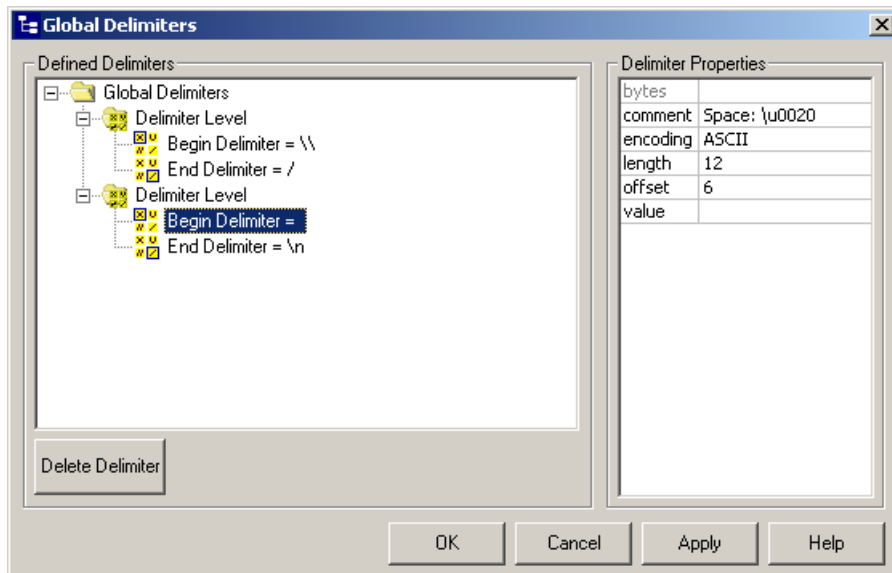 Global Delimiters
Defined Delimiters
Global Delimiters
Delimiter Level
Begin Delimiter = \\
End Delimiter = /
Delimiter Level
Begin Delimiter =
End Delimiter = \n
Delete Delimiter
Delimiter Properties
bytes
comment Space: \u0020
encoding ASCII
length 12
offset 6
value
OK Cancel Apply Help